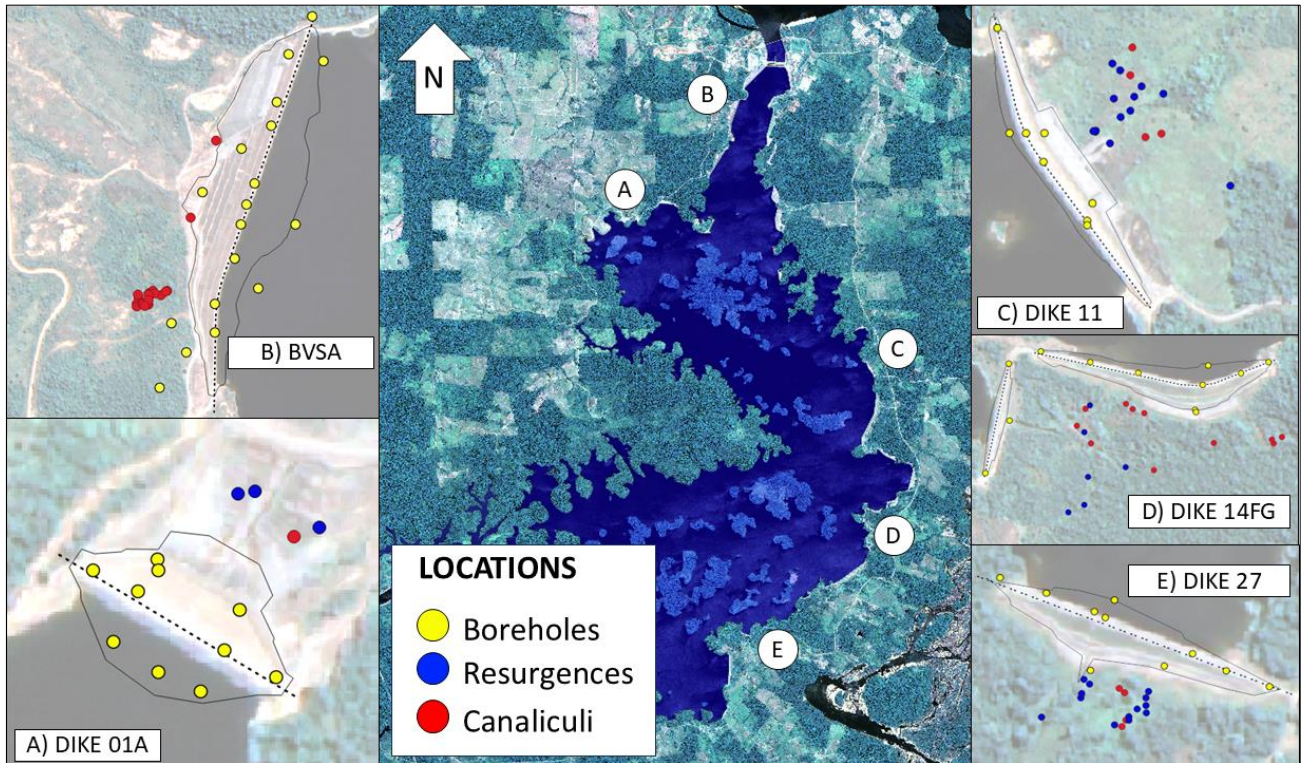 B) BVSA
A) DIKE 01A
N
B
A
C
D
E
LOCATIONS
Boreholes
Resurgences
Canaliculi
C) DIKE 11
D) DIKE 14FG
E) DIKE 27